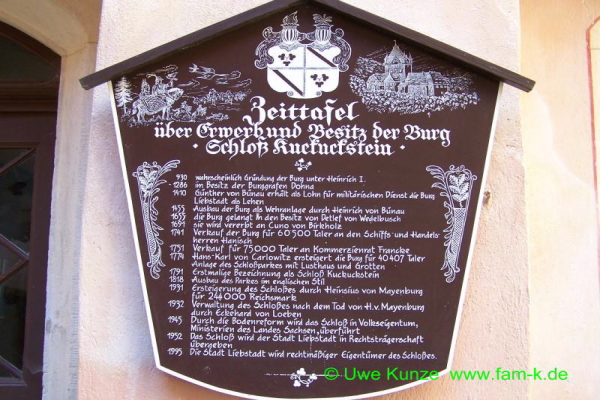 Zeittafel
über Erwerb und Besitz der Burg
· Schloß Kuckuckstein ·
930 wahrscheinlich Gründung der Burg unter Heinrich I.
1286 im Besitz der Burggrafen Dohna
1410 Günther von Bünau erhält als Lohn für militärischen Dienst die Burg
Liebstadt als Lehen
1455 Ausbau der Burg als Wehranlage durch Heinrich von Bünau
1655 die Burg gelangt in den Besitz von Detlef von Wedelbusch
1693 sie wird vererbt an Cuno von Birkholz
1741 Verkauf der Burg für 60500 Taler an den Schiffs- und Handels-
herren Hanisch
1751 Verkauf für 75000 Taler an Kommerzienrat Francke
1774 Hans-Karl von Carlowitz ersteigert die Burg für 40407 Taler
Anlage des Schloßparkes mit Lusthaus und Grotten
1791 Erstmalige Bezeichnung als Schloß Kuckuckstein
1818 Ausbau des Parkes im englischen Stil
1931 Ersteigerung des Schloßes durch Heinsius von Mayenburg
für 244000 Reichsmark
1932 Verwaltung des Schloßes nach dem Tod von H.v. Mayenburg
durch Eckehard von Loeben
1945 Durch die Bodenreform wird das Schloß in Volkseigentum,
Ministerien des Landes Sachsen, überführt
1952 Das Schloß wird der Stadt Liebstadt in Rechtsträgerschaft
übergeben
1995 Die Stadt Liebstadt wird rechtmäßiger Eigentümer des Schloßes.
© Uwe Kunze www.fam-k.de